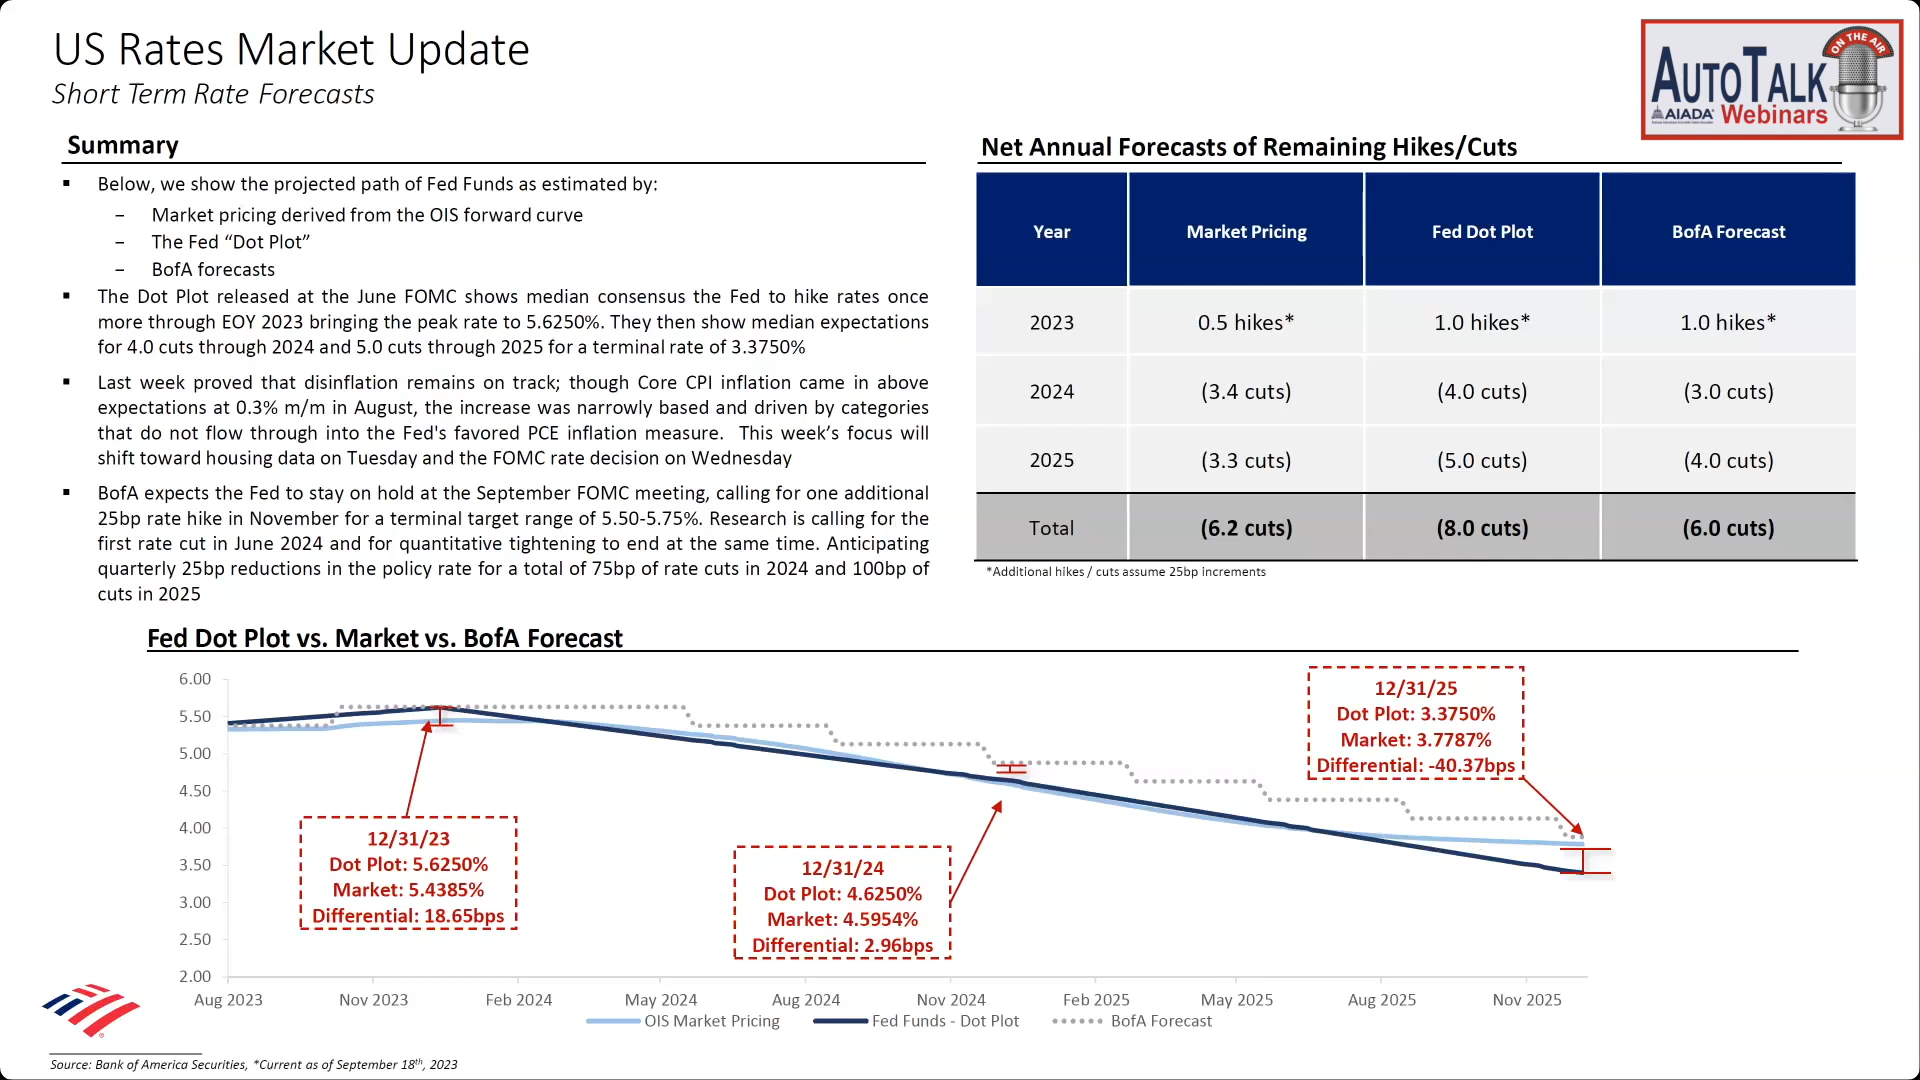 US Rates Market Update
Short Term Rate Forecasts
ON THE AIR
AUTOTALK
AIADA Webinars
Summary
▪ Below, we show the projected path of Fed Funds as estimated by:
– Market pricing derived from the OIS forward curve
– The Fed “Dot Plot”
– BofA forecasts
▪ The Dot Plot released at the June FOMC shows median consensus the Fed to hike rates once
more through EOY 2023 bringing the peak rate to 5.6250%. They then show median expectations
for 4.0 cuts through 2024 and 5.0 cuts through 2025 for a terminal rate of 3.3750%
▪ Last week proved that disinflation remains on track; though Core CPI inflation came in above
expectations at 0.3% m/m in August, the increase was narrowly based and driven by categories
that do not flow through into the Fed's favored PCE inflation measure. This week’s focus will
shift toward housing data on Tuesday and the FOMC rate decision on Wednesday
▪ BofA expects the Fed to stay on hold at the September FOMC meeting, calling for one additional
25bp rate hike in November for a terminal target range of 5.50-5.75%. Research is calling for the
first rate cut in June 2024 and for quantitative tightening to end at the same time. Anticipating
quarterly 25bp reductions in the policy rate for a total of 75bp of rate cuts in 2024 and 100bp of
cuts in 2025
Net Annual Forecasts of Remaining Hikes/Cuts
Year Market Pricing Fed Dot Plot BofA Forecast
2023 0.5 hikes* 1.0 hikes* 1.0 hikes*
2024 (3.4 cuts) (4.0 cuts) (3.0 cuts)
2025 (3.3 cuts) (5.0 cuts) (4.0 cuts)
Total (6.2 cuts) (8.0 cuts) (6.0 cuts)
*Additional hikes / cuts assume 25bp increments
Fed Dot Plot vs. Market vs. BofA Forecast
6.00
5.50
5.00
4.50
4.00
3.50
3.00
2.50
2.00
12/31/23
Dot Plot: 5.6250%
Market: 5.4385%
Differential: 18.65bps
12/31/24
Dot Plot: 4.6250%
Market: 4.5954%
Differential: 2.96bps
12/31/25
Dot Plot: 3.3750%
Market: 3.7787%
Differential: -40.37bps
Aug 2023 Nov 2023 Feb 2024 May 2024 Aug 2024 Nov 2024 Feb 2025 May 2025 Aug 2025 Nov 2025
OIS Market Pricing Fed Funds - Dot Plot BofA Forecast
Source: Bank of America Securities, *Current as of September 18th, 2023